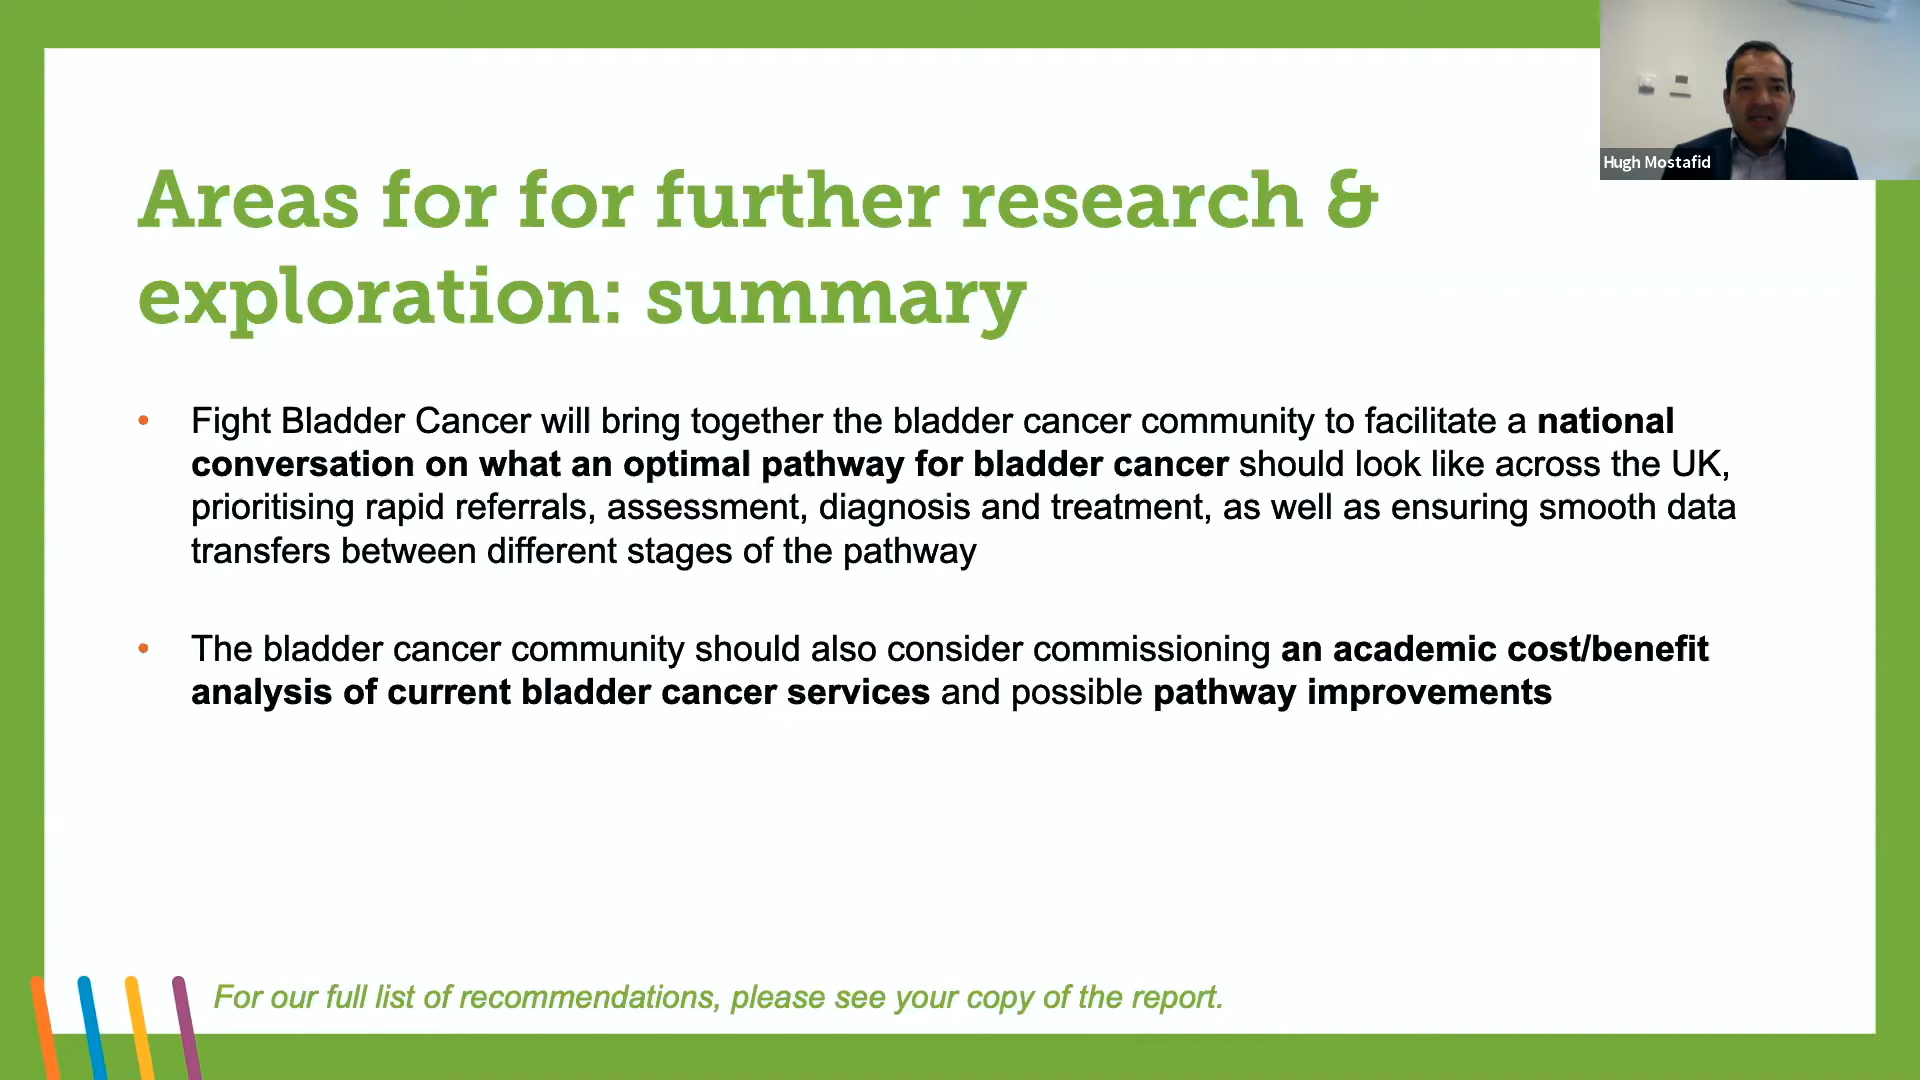 Hugh Mostafid
Areas for for further research &
exploration: summary
• Fight Bladder Cancer will bring together the bladder cancer community to facilitate a national
conversation on what an optimal pathway for bladder cancer should look like across the UK,
prioritising rapid referrals, assessment, diagnosis and treatment, as well as ensuring smooth data
transfers between different stages of the pathway
• The bladder cancer community should also consider commissioning an academic cost/benefit
analysis of current bladder cancer services and possible pathway improvements
For our full list of recommendations, please see your copy of the report.